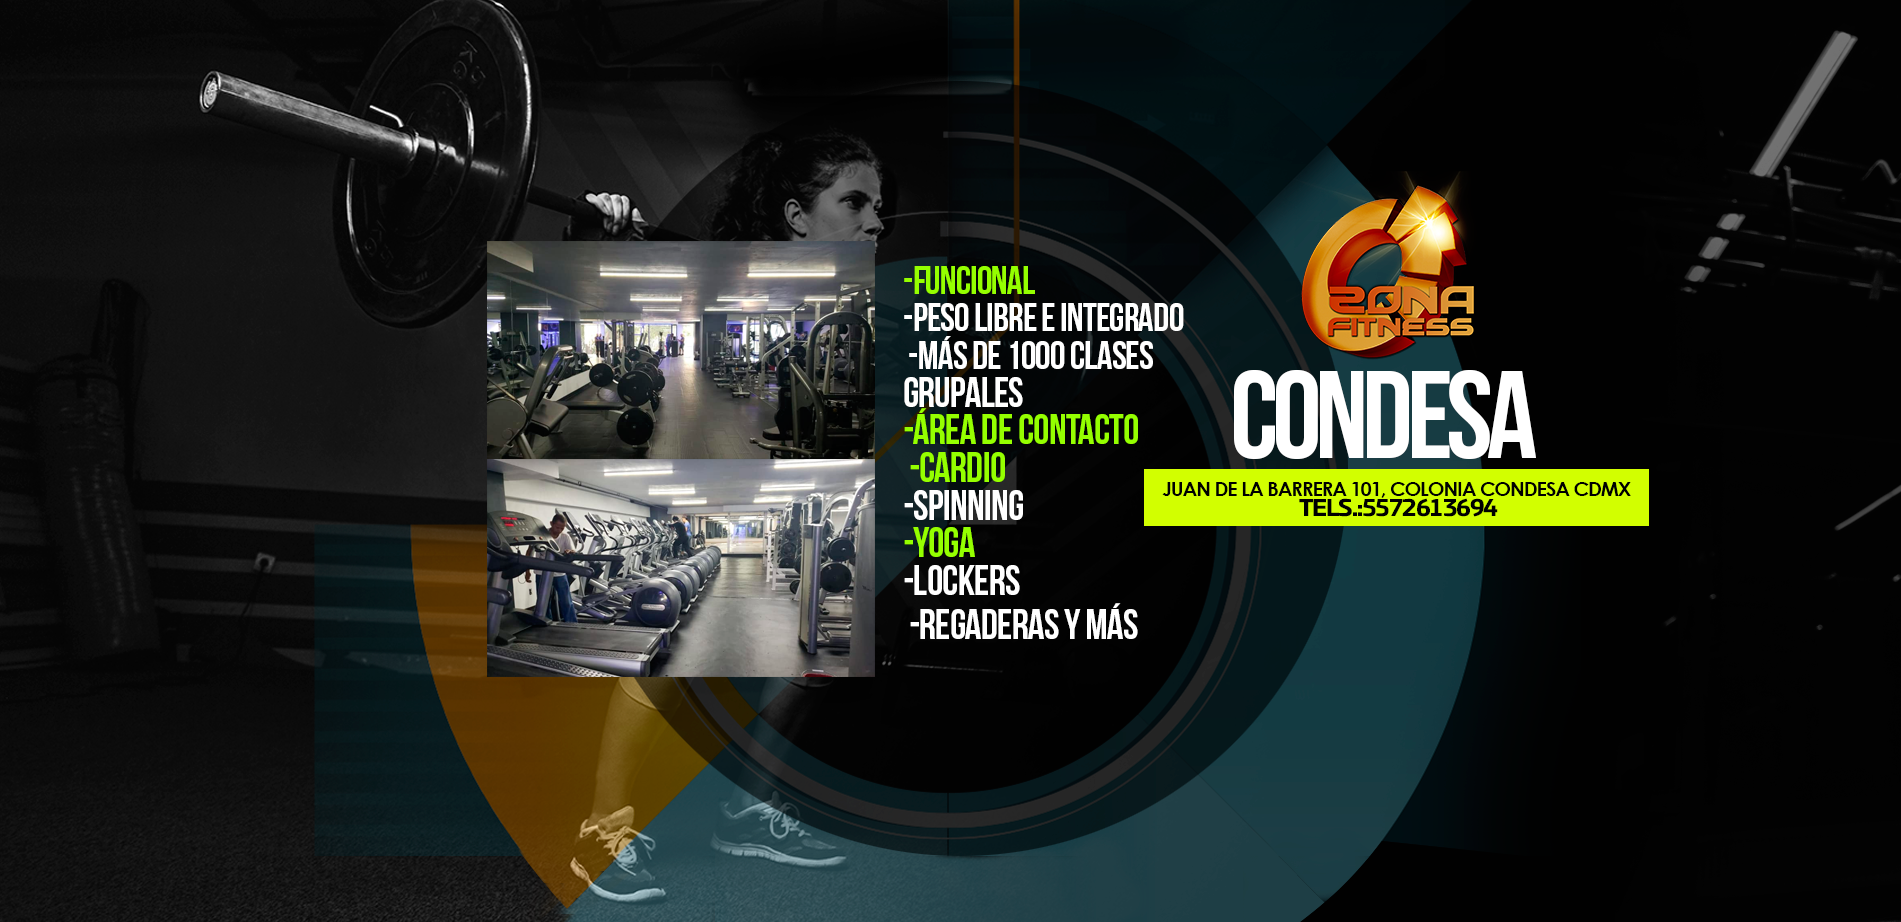 -FUNCIONAL
-PESO LIBRE E INTEGRADO
-MÁS DE 1000 CLASES
GRUPALES
-ÁREA DE CONTACTO
-CARDIO
-SPINNING
-YOGA
-LOCKERS
-REGADERAS Y MÁS
ZONA
FITNESS
CONDESA
JUAN DE LA BARRERA 101, COLONIA CONDESA CDMX
TELS.:5572613694